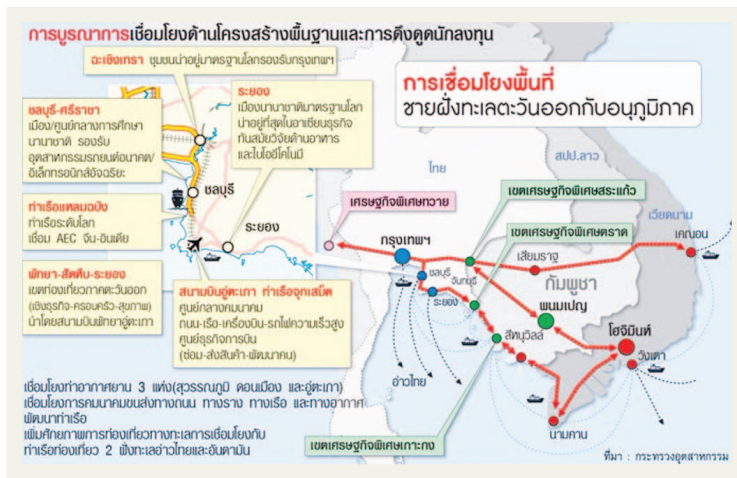 การบูรณาการเชื่อมโยงด้านโครงสร้างพื้นฐานและการดึงดูดนักลงทุน
ฉะเชิงเทรา ชุมชนน่าอยู่มาตรฐานโลกรองรับกรุงเทพฯ
ชลบุรี-ศรีราชา
เมือง/ศูนย์กลางการศึกษา
นานาชาติ รองรับ
อุตสาหกรรมรถยนต์อนาคต/
อิเล็กทรอนิกส์อัจฉริยะ
ระยอง
เมืองนานาชาติมาตรฐานโลก
น่าอยู่ที่สุดในอาเซียนธุรกิจ
ทันสมัยวิจัยด้านอาหาร
และไบโออีโคโนมี
ท่าเรือแหลมฉบัง
ท่าเรือระดับโลก
เชื่อม AEC จีน-อินเดีย
ชลบุรี
ระยอง
พัทยา-สัตหีบ-ระยอง
เขตท่องเที่ยวภาคตะวันออก
(เชิงธุรกิจ-ครอบครัว-สุขภาพ)
นำโดยสนามบินพัทยาอู่ตะเภา
สนามบินอู่ตะเภา ท่าเรือจุกเสม็ด
ศูนย์กลางคมนาคม
ถนน-เรือ-เครื่องบิน-รถไฟความเร็วสูง
ศูนย์ธุรกิจการบิน
(ซ่อม-ส่งสินค้า-พัฒนาคน)
เชื่อมโยงท่าอากาศยาน 3 แห่ง(สุวรรณภูมิ ดอนเมือง และอู่ตะเภา)
เชื่อมโยงการคมนาคมขนส่งทางถนน ทางราง ทางเรือ และทางอากาศ
พัฒนาท่าเรือ
เพิ่มศักยภาพการท่องเที่ยวทางทะเลการเชื่อมโยงกับ
ท่าเรือท่องเที่ยว 2 ฝั่งทะเลอ่าวไทยและอันดามัน
การเชื่อมโยงพื้นที่
ชายฝั่งทะเลตะวันออกกับอนุภูมิภาค
ไทย
สปป.ลาว
เวียดนาม
เศรษฐกิจพิเศษทวาย
เขตเศรษฐกิจพิเศษสระแก้ว
เขตเศรษฐกิจพิเศษตราด
กรุงเทพฯ
เสียมราฐ
เคณอน
ชลบุรี
จันทบุรี
ระยอง
กัมพูชา
พนมเปญ
สีหนุวิลล์
โฮจิมินห์
วังเตา
อ่าวไทย
นามคาน
เขตเศรษฐกิจพิเศษเกาะกง
ที่มา : กระทรวงอุตสาหกรรม